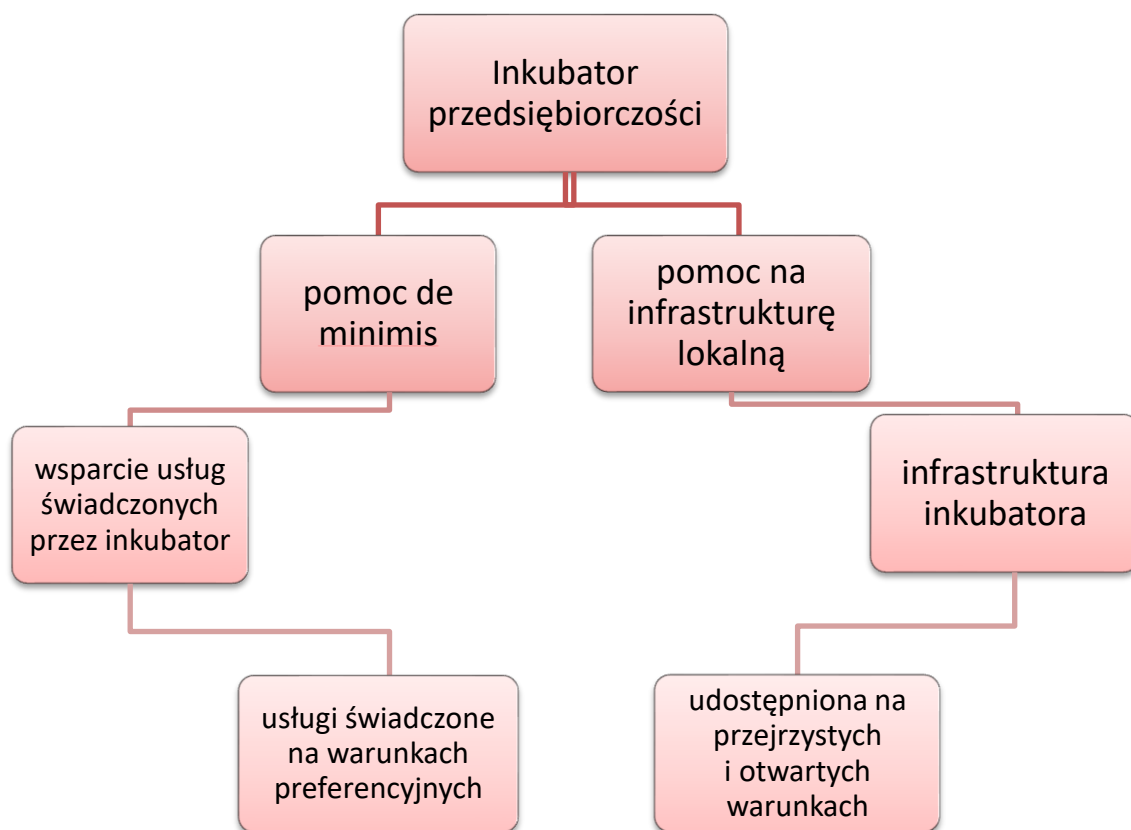 Inkubator
przedsiębiorczości
pomoc de
minimis
pomoc na
infrastrukturę
lokalną
wsparcie usług
świadczonych
przez inkubator
infrastruktura
inkubatora
usługi świadczone
na warunkach
preferencyjnych
udostępniona na
przejrzystych
i otwartych
warunkach